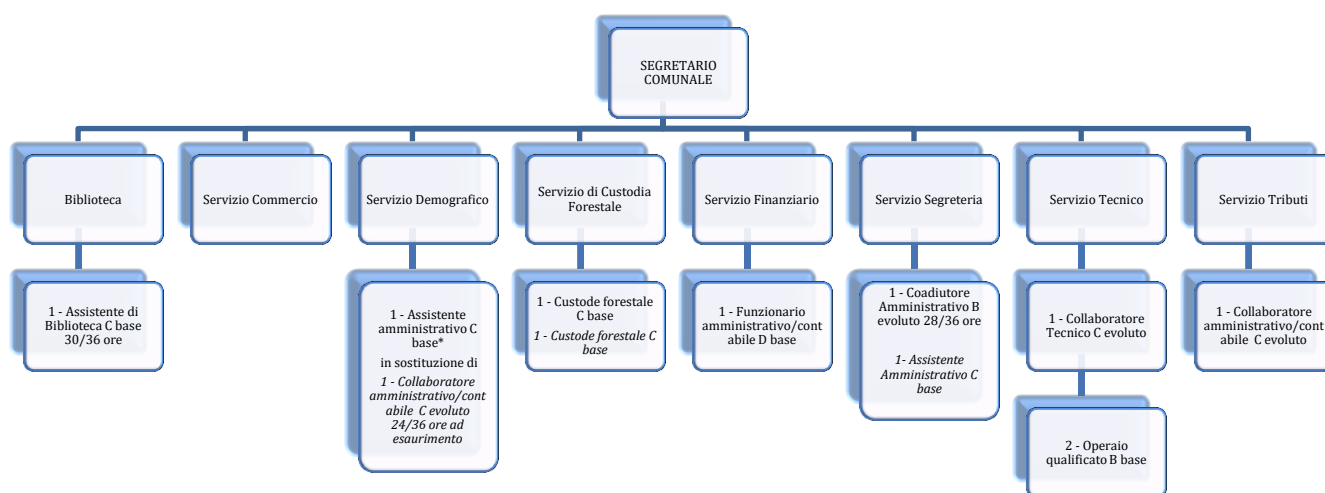 SEGRETARIO
COMUNALE
Biblioteca
Servizio Commercio
Servizio Demografico
Servizio di Custodia
Forestale
Servizio Finanziario
Servizio Segreteria
Servizio Tecnico
Servizio Tributi
1 - Assistente di
Biblioteca C base
30/36 ore
1 - Assistente
amministrativo C
base*
in sostituzione di
1 - Collaboratore
amministrativo/cont
abile C evoluto
24/36 ore ad
esaurimento
1 - Custode forestale
C base
1 - Custode forestale C
base
1 - Funzionario
amministrativo/cont
abile D base
1 - Coadiutore
Amministrativo B
evoluto 28/36 ore
1- Assistente
Amministrativo C
base
1 - Collaboratore
Tecnico C evoluto
2 - Operaio
qualificato B base
1 - Collaboratore
amministrativo/cont
abile C evoluto